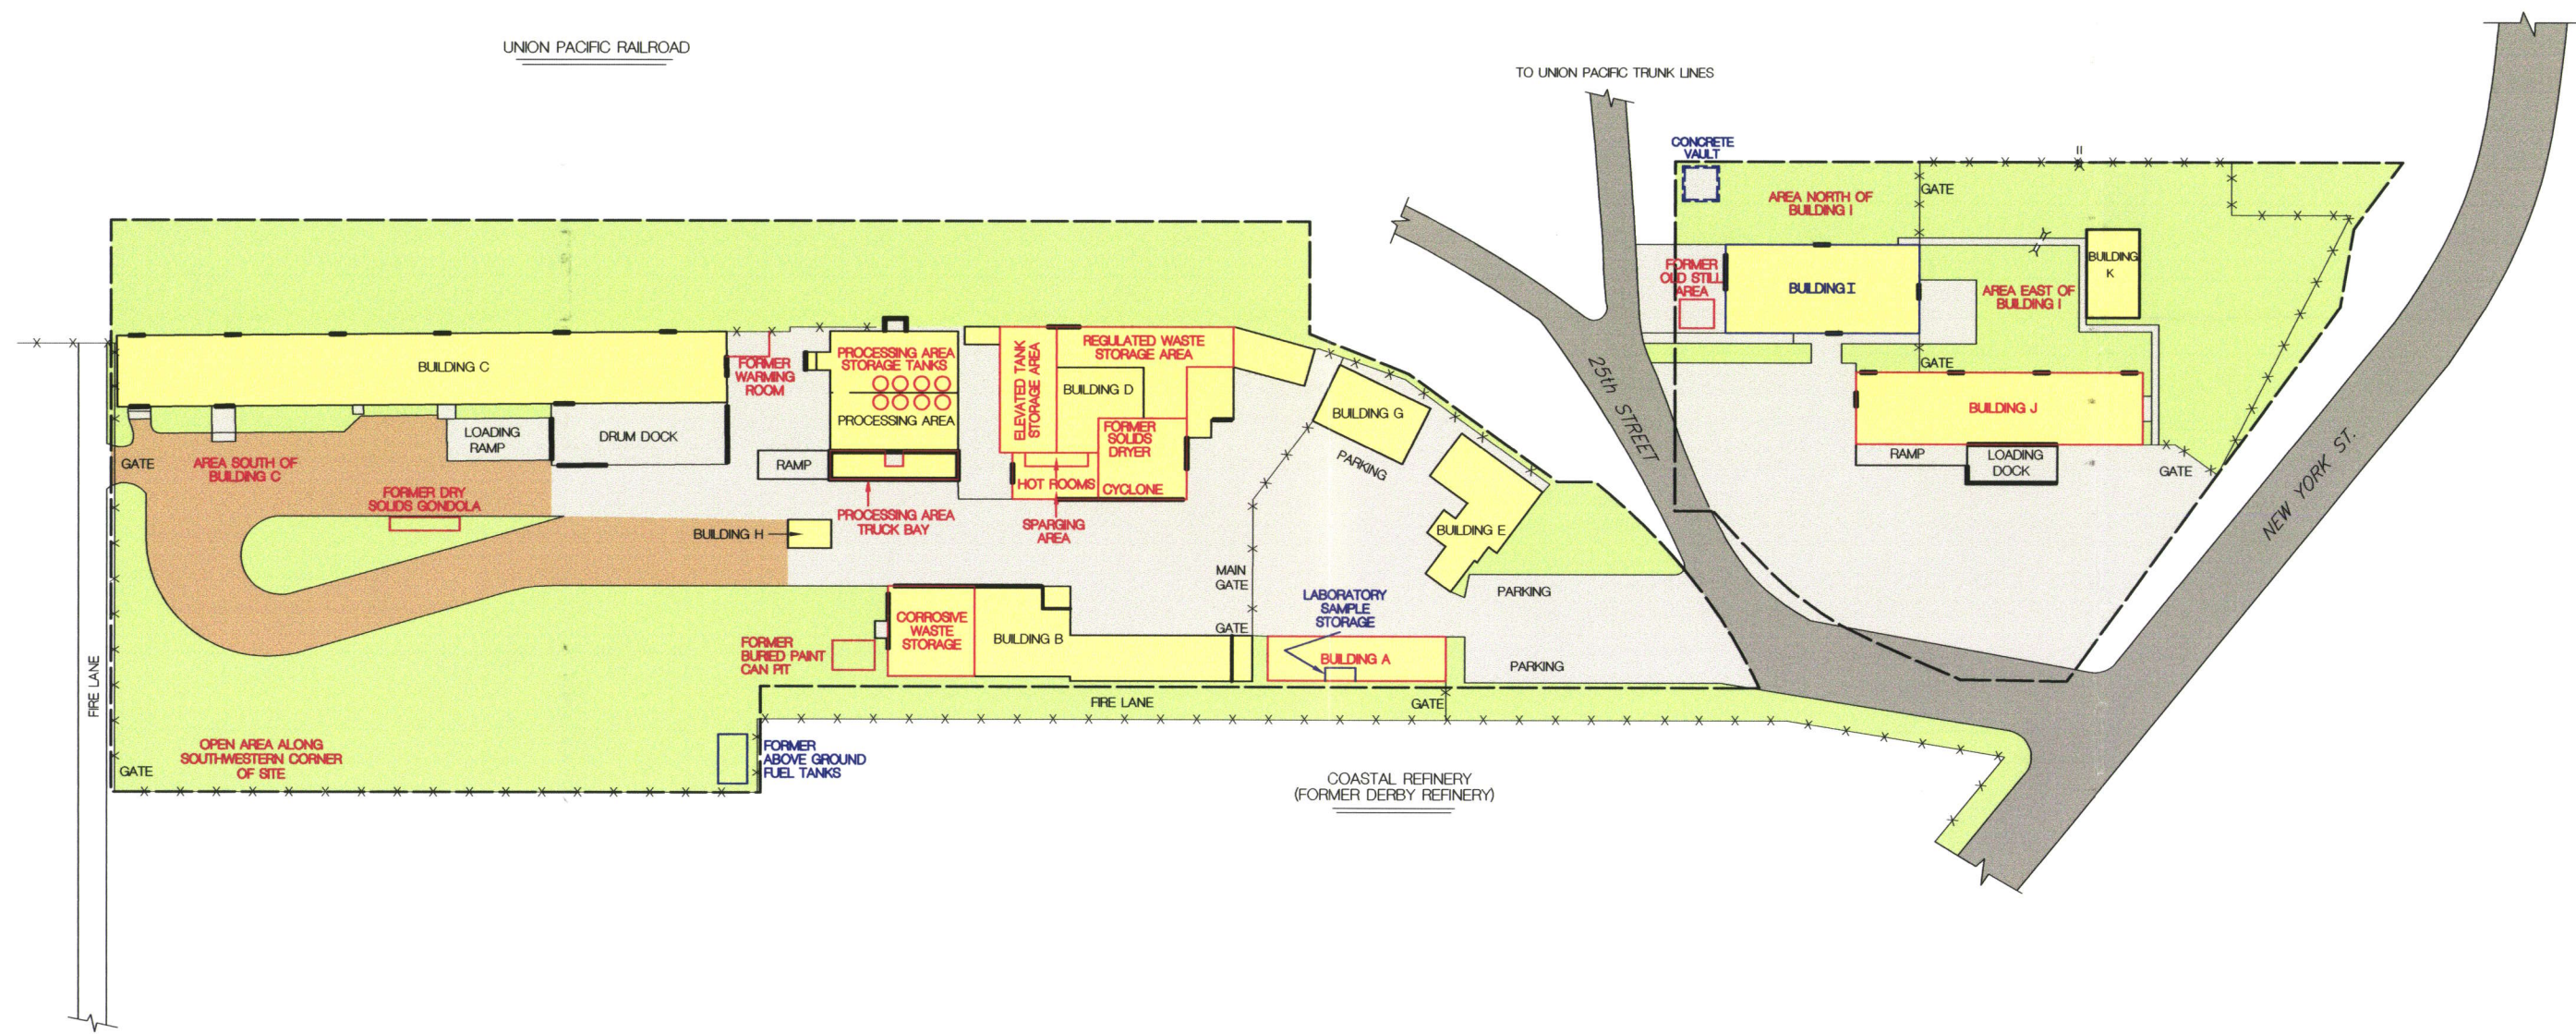 UNION PACIFIC RAILROAD
TO UNION PACIFIC TRUNK LINES
CONCRETE
VAULT
AREA NORTH OF
BUILDING I
GATE
FORMER
OLD STILL
AREA
BUILDING I
AREA EAST OF
BUILDING I
BUILDING
K
GATE
BUILDING J
RAMP
LOADING
DOCK
GATE
25th STREET
NEW YORK ST.
BUILDING C
FORMER
WARMING
ROOM
PROCESSING AREA
STORAGE TANKS
PROCESSING AREA
ELEVATED TANK
STORAGE AREA
REGULATED WASTE
STORAGE AREA
BUILDING D
FORMER
SOLIDS
DRYER
HOT ROOMS
CYCLONE
BUILDING G
PARKING
LOADING
RAMP
DRUM DOCK
RAMP
GATE
AREA SOUTH OF
BUILDING C
FORMER DRY
SOLIDS GONDOLA
PROCESSING AREA
TRUCK BAY
SPARGING
AREA
BUILDING H
BUILDING E
MAIN
GATE
PARKING
LABORATORY
SAMPLE
STORAGE
GATE
CORROSIVE
WASTE
STORAGE
BUILDING B
FORMER
BURIED PAINT
CAN PIT
BUILDING A
PARKING
FIRE LANE
FIRE LANE
GATE
OPEN AREA ALONG
SOUTHWESTERN CORNER
OF SITE
GATE
FORMER
ABOVE GROUND
FUEL TANKS
COASTAL REFINERY
(FORMER DERBY REFINERY)